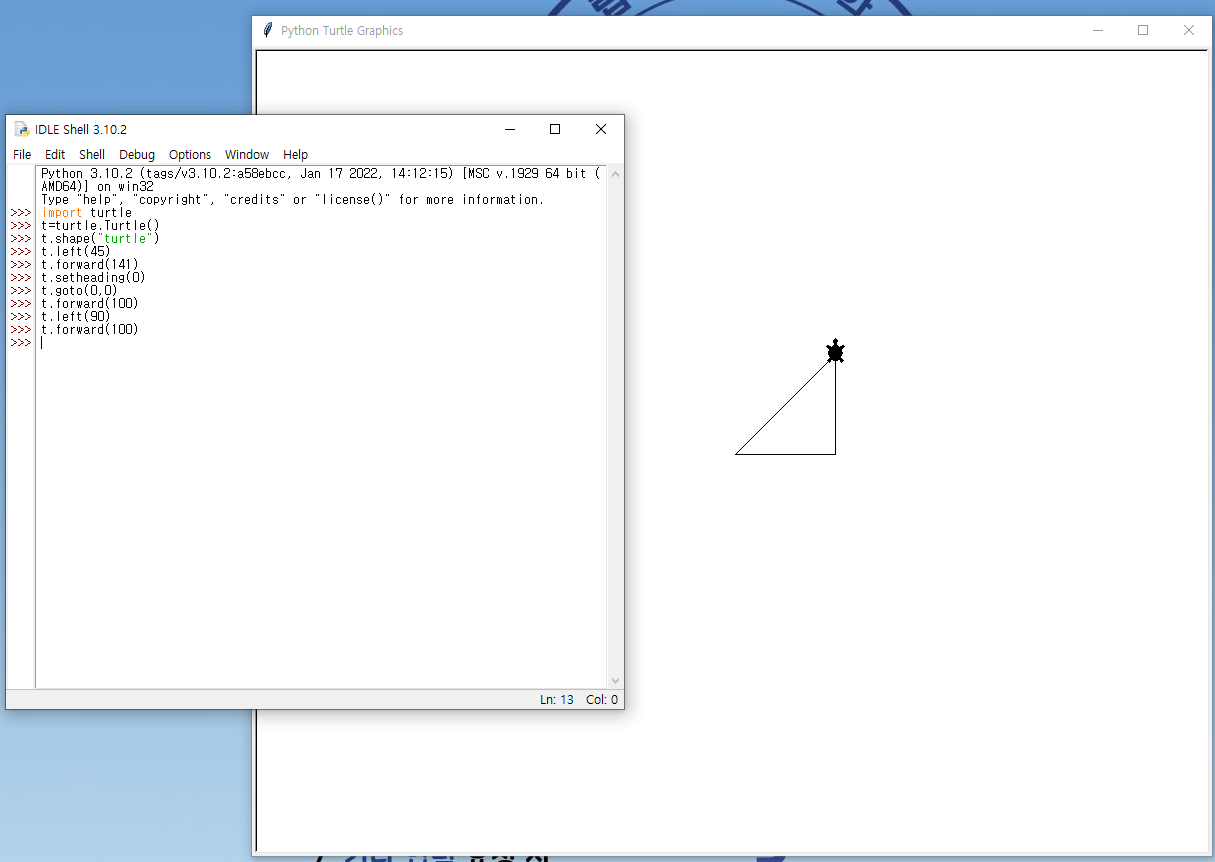 Python Turtle Graphics
IDLE Shell 3.10.2
File Edit Shell Debug Options Window Help
Python 3.10.2 (tags/v3.10.2:a58ebcc, Jan 17 2022, 14:12:15) [MSC v.1929 64 bit (
AMD64)] on win32
Type "help", "copyright", "credits" or "license()" for more information.
>>> import turtle
>>> t=turtle.Turtle()
>>> t.shape("turtle")
>>> t.left(45)
>>> t.forward(141)
>>> t.setheading(0)
>>> t.goto(0,0)
>>> t.forward(100)
>>> t.left(90)
>>> t.forward(100)
>>>
Ln: 13 Col: 0